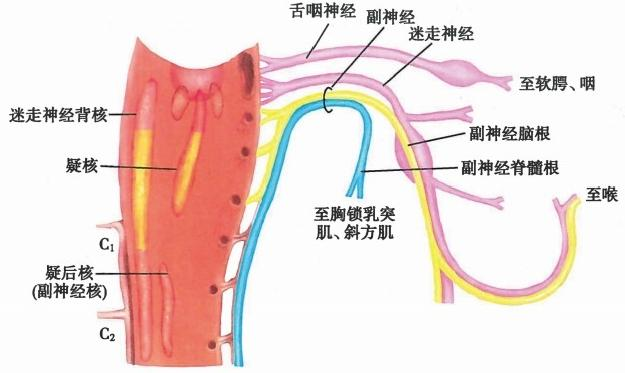 舌咽神经
副神经
迷走神经
至软腭、咽
迷走神经背核
副神经脑根
疑核
副神经脊髓根
至喉
至胸锁乳突
肌、斜方肌
C1
疑后核
(副神经核)
C2